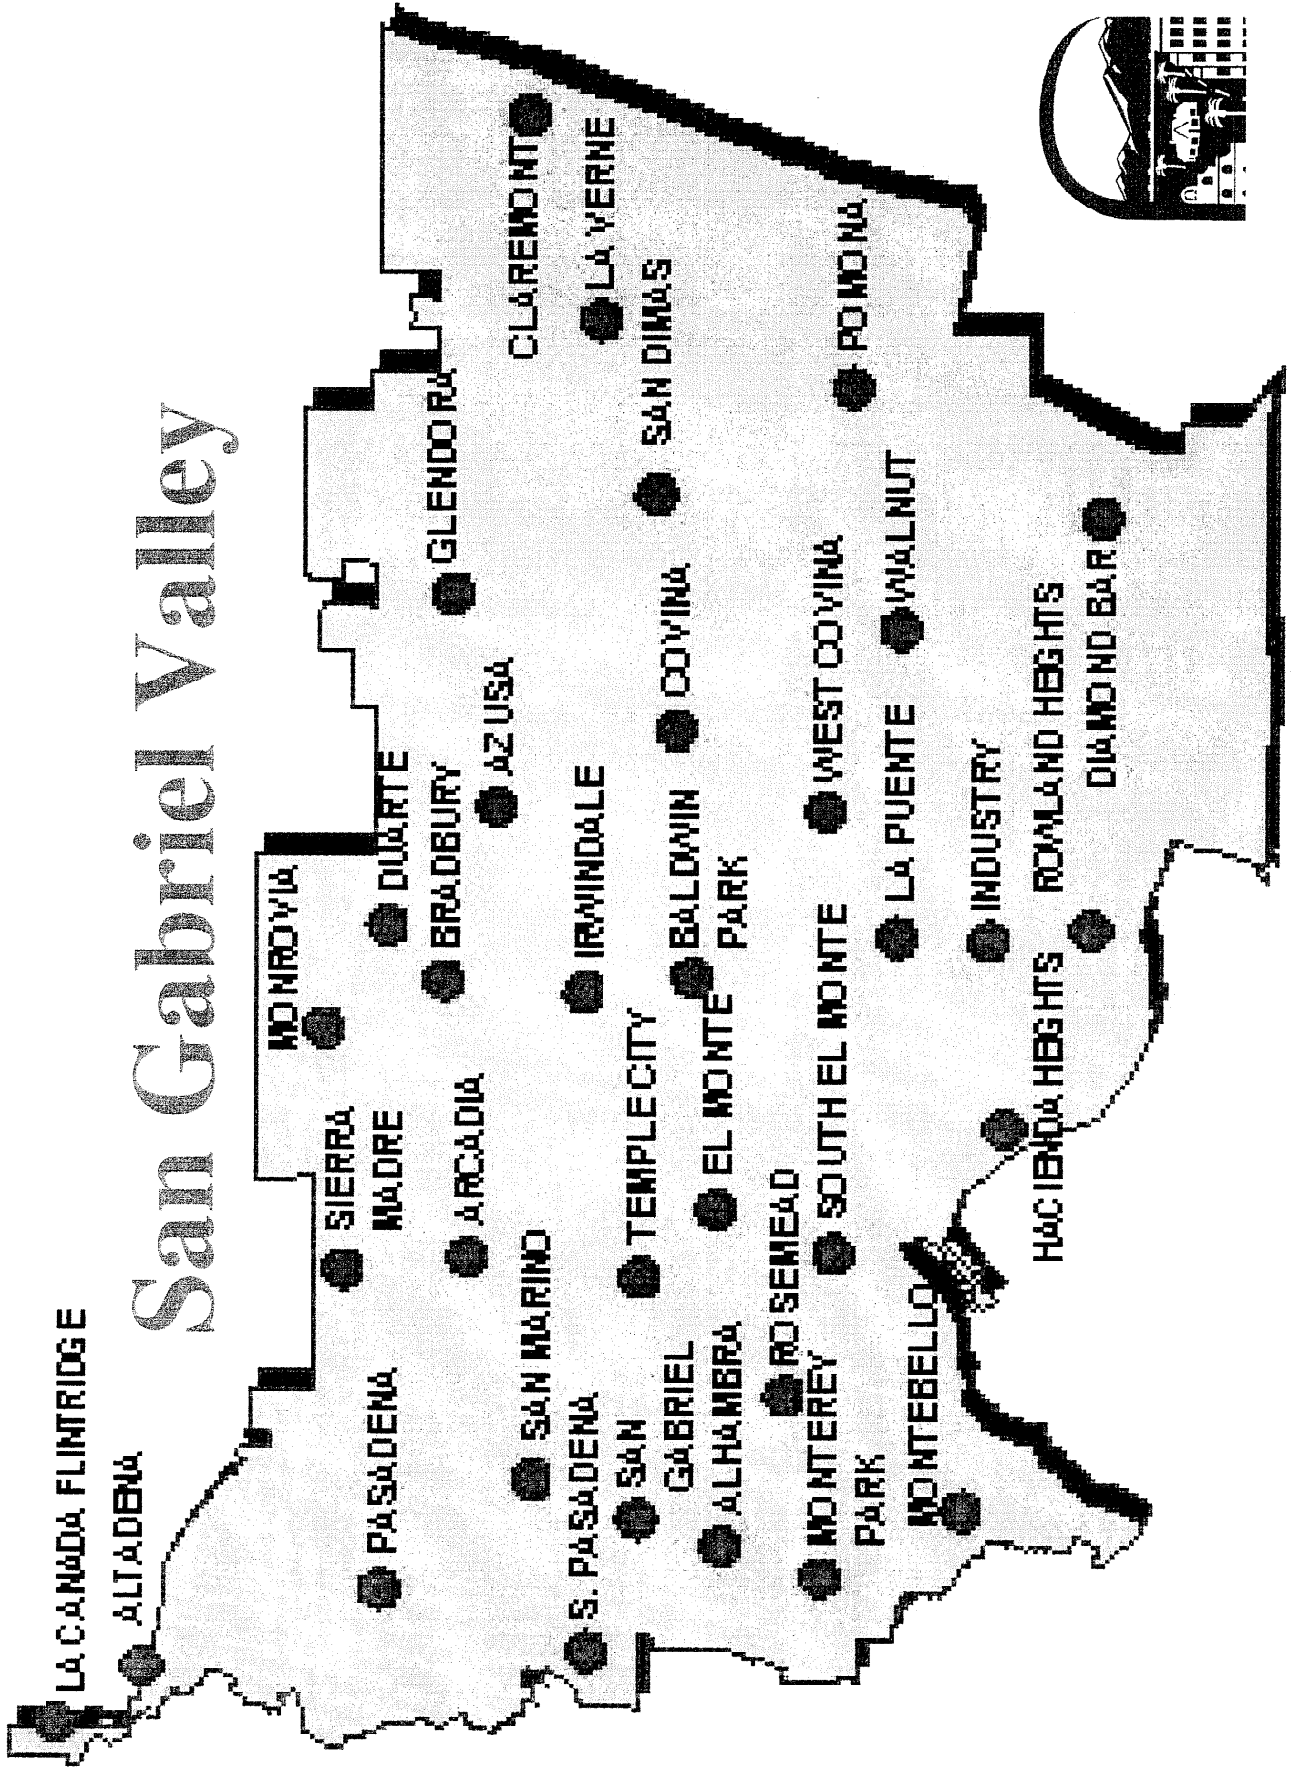 San Gabriel Valley
LA CANADA FLINTRIDGE
ALTADENA
MONROVIA
SIERRA
MADRE
DUARTE
PASADENA
BRADBURY
GLENDORA
ARCADIA
AZUSA
CLAREMONT
SAN MARINO
S. PASADENA
IRWINDALE
LA VERNE
SAN
GABRIEL
TEMPLE CITY
BALDWIN
PARK
COVINA
SAN DIMAS
ALHAMBRA
EL MONTE
ROSEMEAD
MONTEREY
PARK
SOUTH EL MONTE
WEST COVINA
POMONA
LA PUENTE
WALNUT
MONTEBELLO
INDUSTRY
HACIENDA HEIGHTS
ROWLAND HEIGHTS
DIAMOND BAR